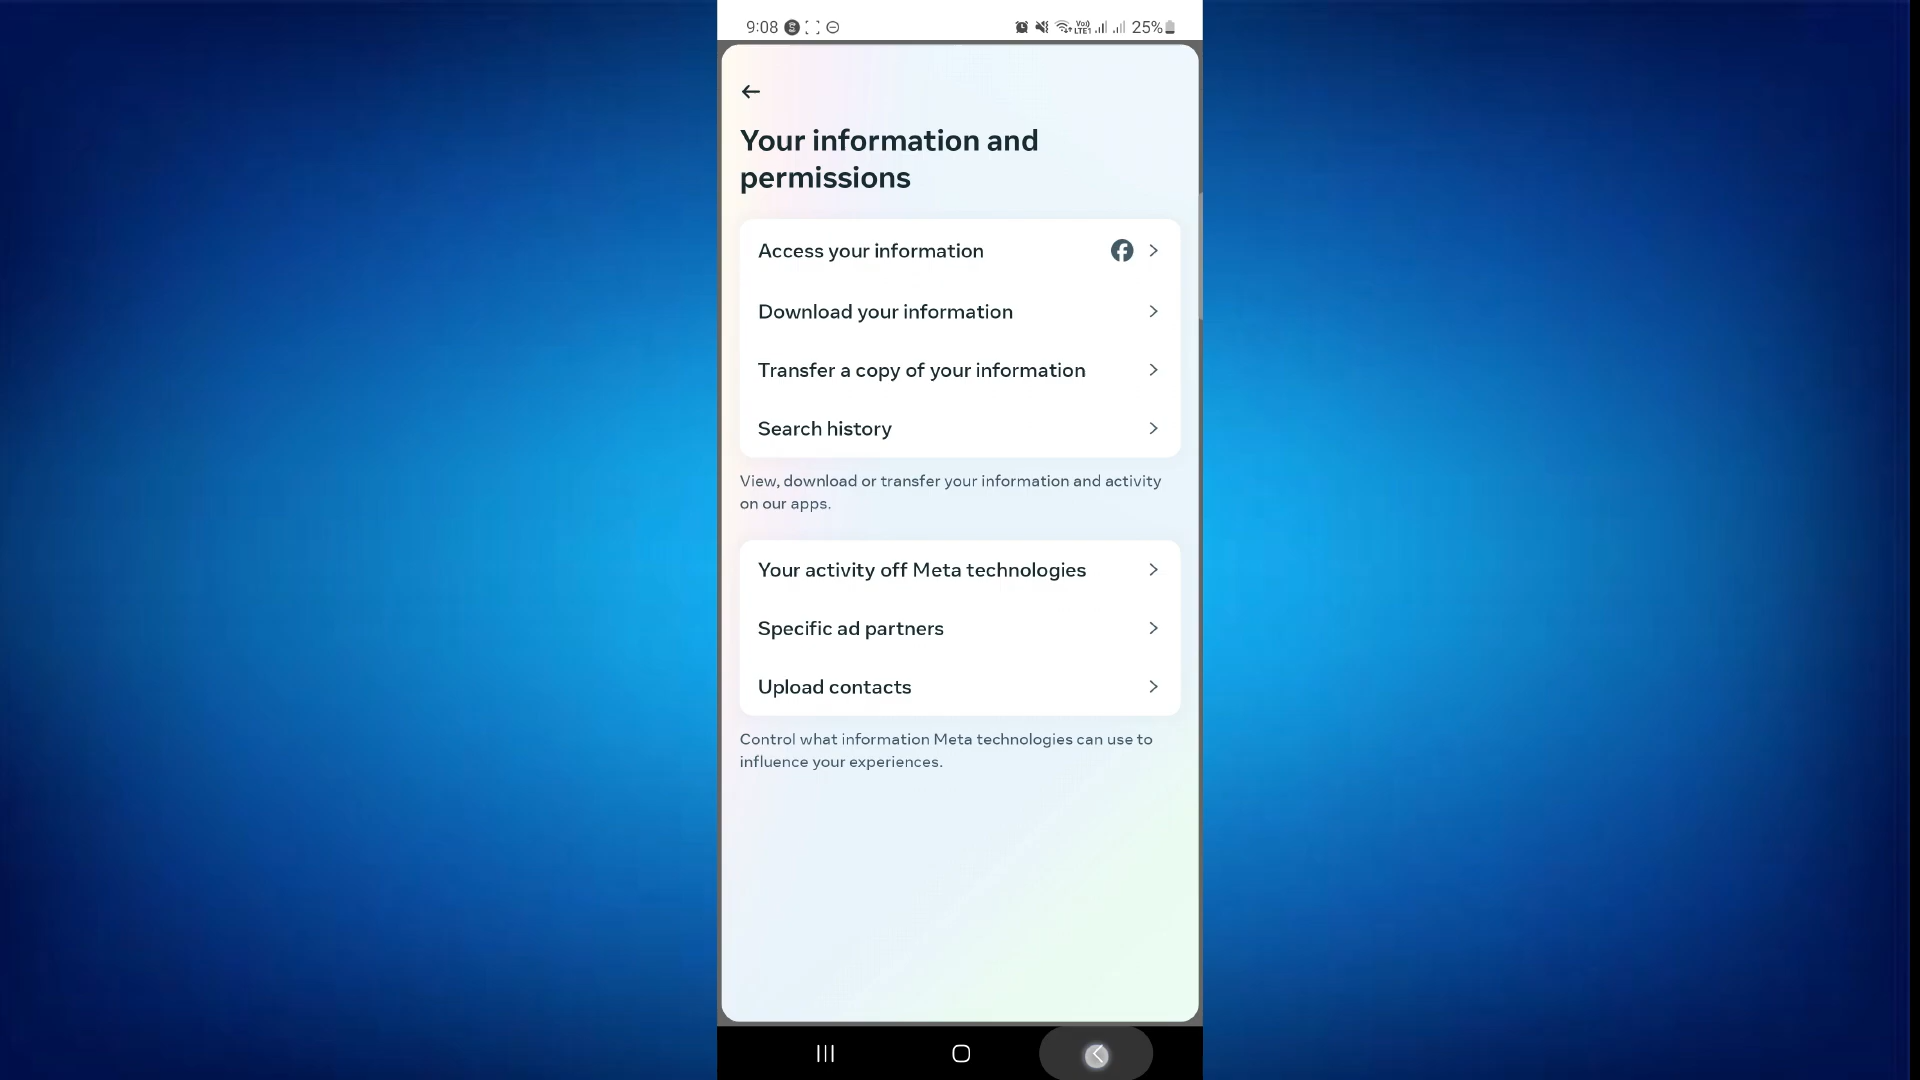 9:08 25%
Your information and
permissions
Access your information
Download your information
Transfer a copy of your information
Search history
View, download or transfer your information and activity
on our apps.
Your activity off Meta technologies
Specific ad partners
Upload contacts
Control what information Meta technologies can use to
influence your experiences.